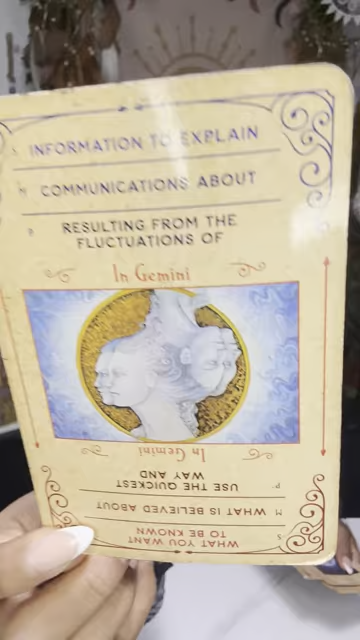 S INFORMATION TO EXPLAIN
M COMMUNICATIONS ABOUT
P RESULTING FROM THE
FLUCTUATIONS OF
In Gemini
In Gemini
S WHAT YOU WANT
TO BE KNOWN
M WHAT IS BELIEVED ABOUT
P USE THE QUICKEST
WAY AND